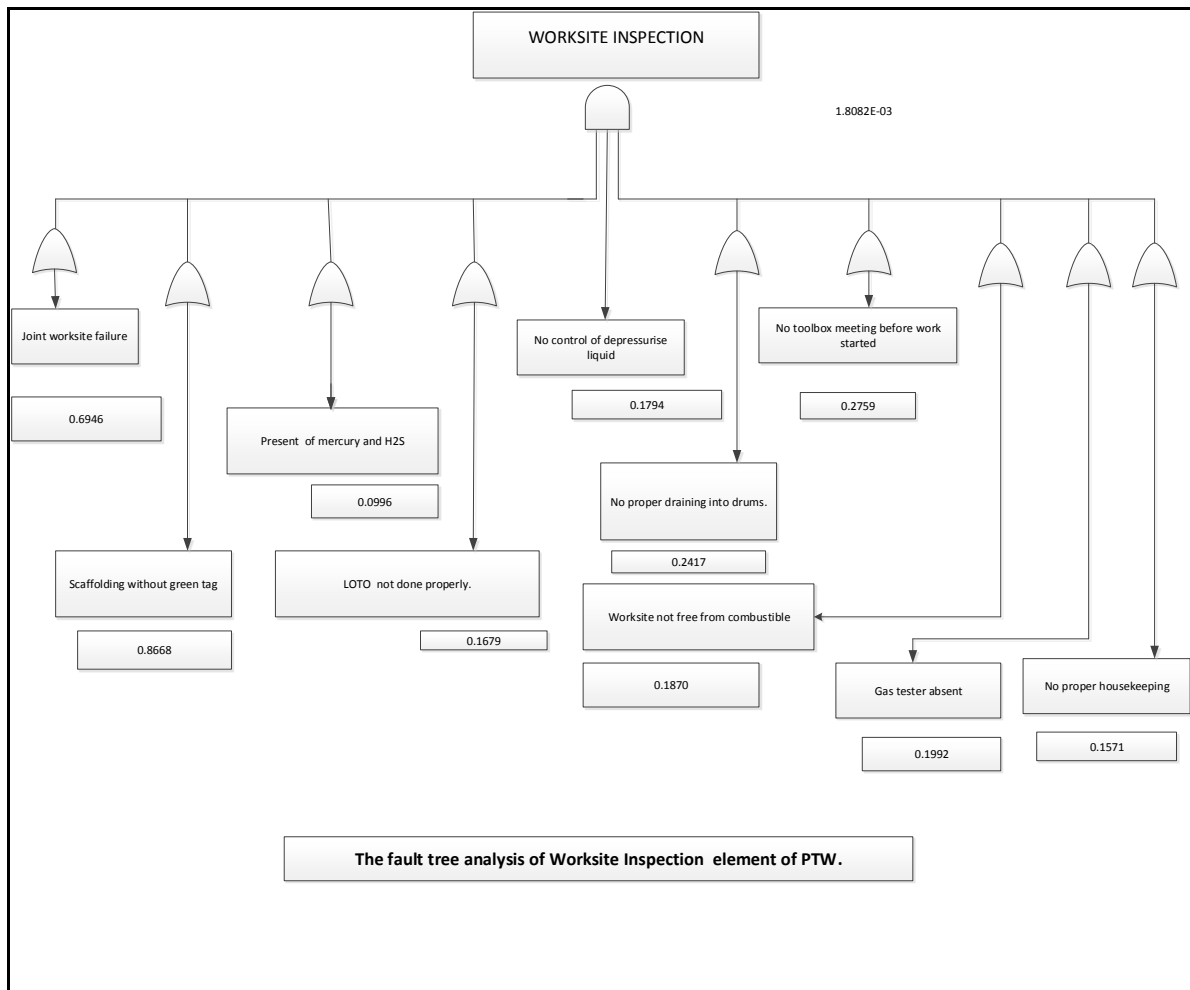 WORKSITE INSPECTION
1.8082E-03
Joint worksite failure
0.6946
No control of depressurise
liquid
0.1794
No toolbox meeting before work
started
0.2759
Present of mercury and H2S
0.0996
No proper draining into drums.
0.2417
Scaffolding without green tag
0.8668
LOTO not done properly.
0.1679
Worksite not free from combustible
0.1870
Gas tester absent
0.1992
No proper housekeeping
0.1571
The fault tree analysis of Worksite Inspection element of PTW.